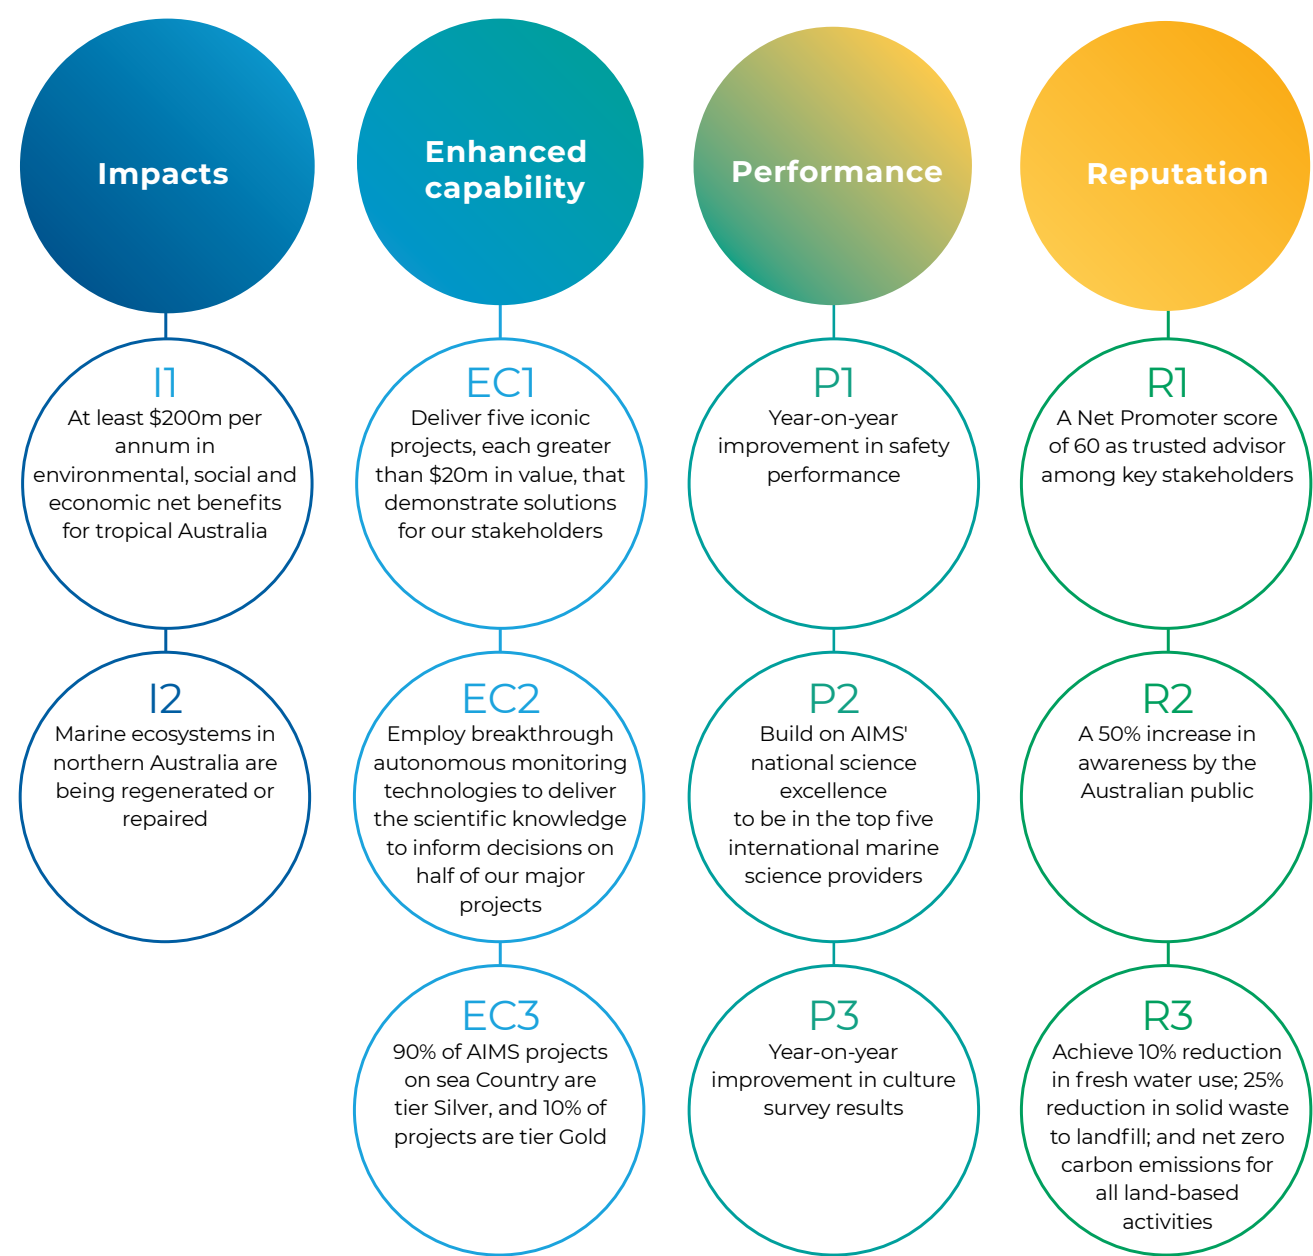 Impacts
I1
At least $200m per
annum in
environmental, social and
economic net benefits
for tropical Australia
I2
Marine ecosystems in
northern Australia are
being regenerated or
repaired
Enhanced
capability
EC1
Deliver five iconic
projects, each greater
than $20m in value, that
demonstrate solutions
for our stakeholders
EC2
Employ breakthrough
autonomous monitoring
technologies to deliver
the scientific knowledge
to inform decisions on
half of our major
projects
EC3
90% of AIMS projects
on sea Country are
tier Silver, and 10% of
projects are tier Gold
Performance
P1
Year-on-year
improvement in safety
performance
P2
Build on AIMS'
national science
excellence
to be in the top five
international marine
science providers
P3
Year-on-year
improvement in culture
survey results
Reputation
R1
A Net Promoter score
of 60 as trusted advisor
among key stakeholders
R2
A 50% increase in
awareness by the
Australian public
R3
Achieve 10% reduction
in fresh water use; 25%
reduction in solid waste
to landfill; and net zero
carbon emissions for
all land-based
activities